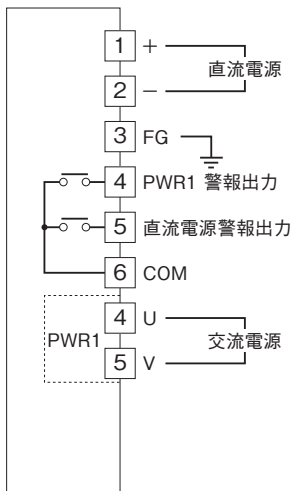 1 +
直流電源
2 −
3 FG
4 PWR1 警報出力
5 直流電源警報出力
6 COM
PWR1
4 U
交流電源
5 V